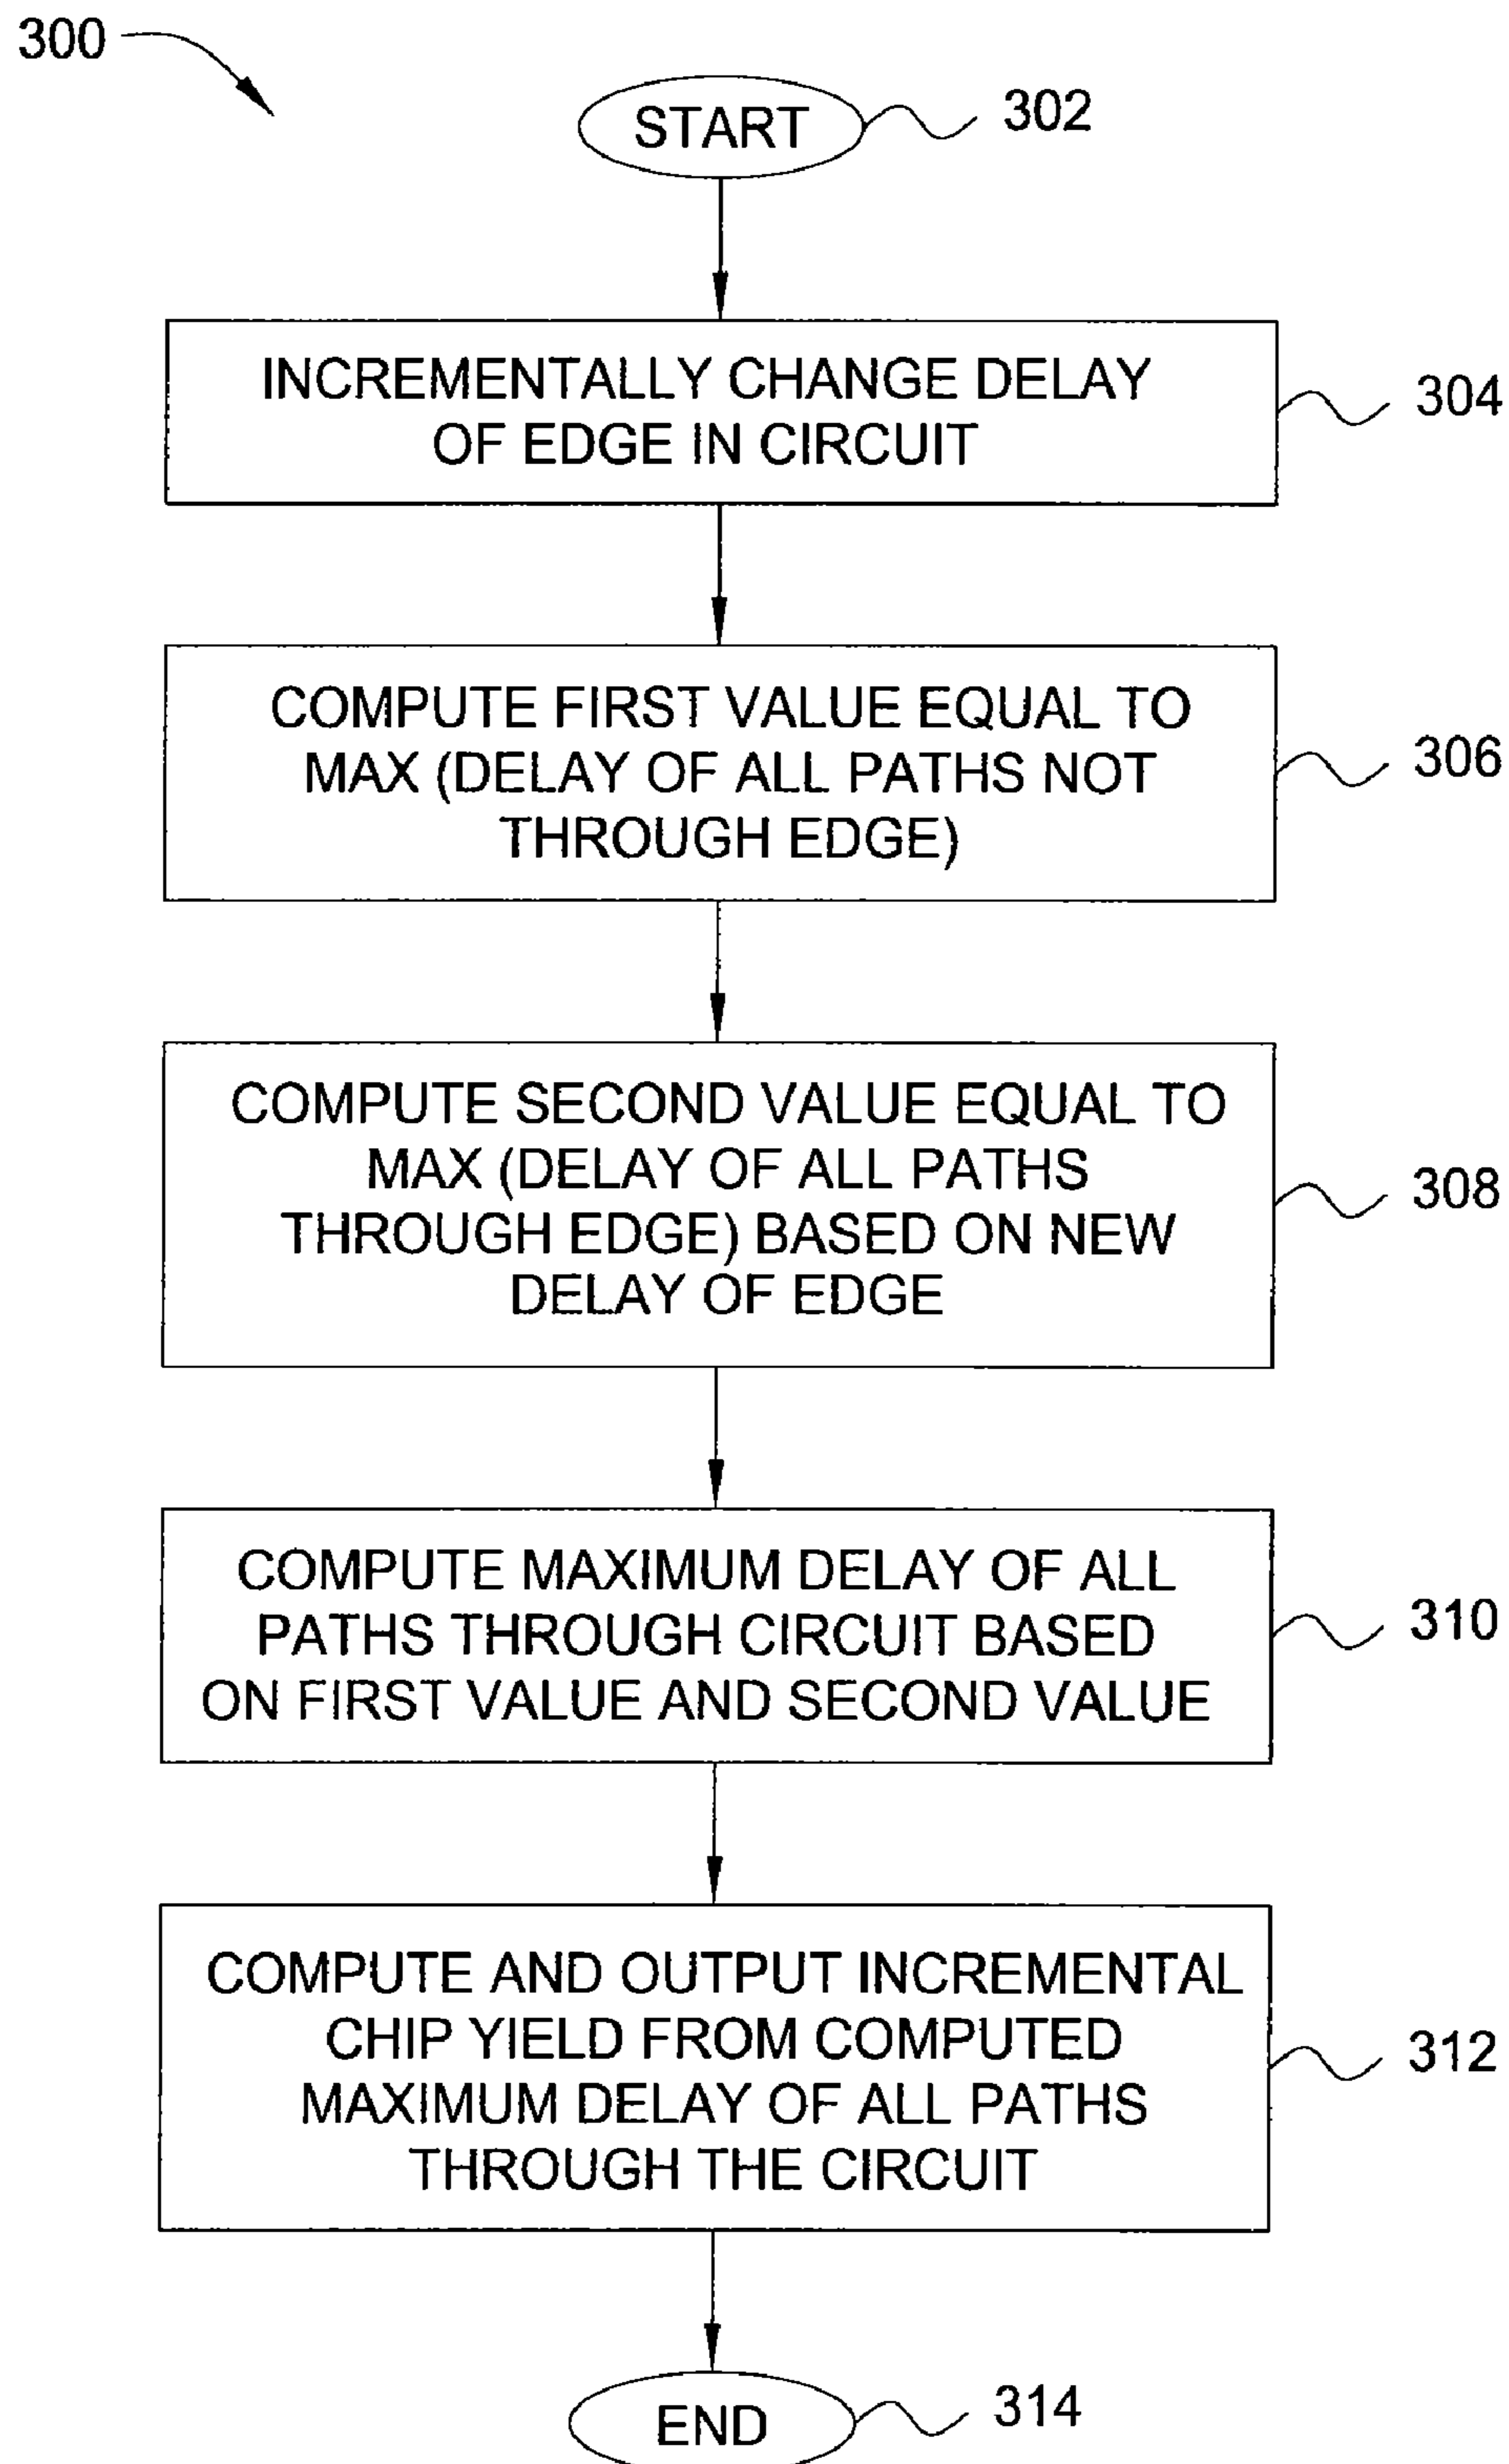 300
START
302
INCREMENTALLY CHANGE DELAY
OF EDGE IN CIRCUIT
304
COMPUTE FIRST VALUE EQUAL TO
MAX (DELAY OF ALL PATHS NOT
THROUGH EDGE)
306
COMPUTE SECOND VALUE EQUAL TO
MAX (DELAY OF ALL PATHS
THROUGH EDGE) BASED ON NEW
DELAY OF EDGE
308
COMPUTE MAXIMUM DELAY OF ALL
PATHS THROUGH CIRCUIT BASED
ON FIRST VALUE AND SECOND VALUE
310
COMPUTE AND OUTPUT INCREMENTAL
CHIP YIELD FROM COMPUTED
MAXIMUM DELAY OF ALL PATHS
THROUGH THE CIRCUIT
312
END
314